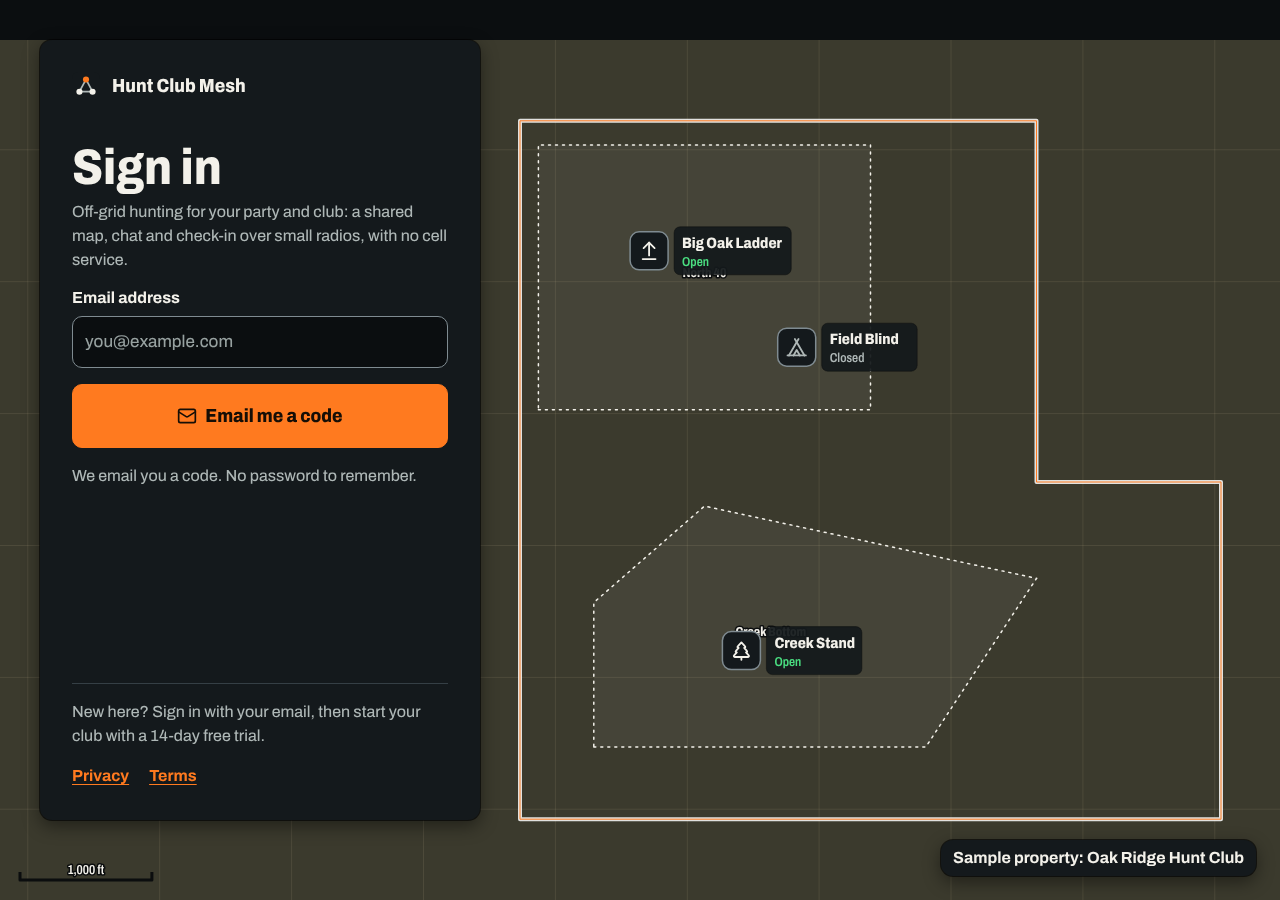 Hunt Club Mesh
Sign in
Off-grid hunting for your party and club: a shared
map, chat and check-in over small radios, with no cell
service.
Email address
you@example.com
Email me a code
We email you a code. No password to remember.
New here? Sign in with your email, then start your
club with a 14-day free trial.
Privacy Terms
Big Oak Ladder
Open
Field Blind
Closed
Creek Bottom
Creek Stand
Open
1,000 ft
Sample property: Oak Ridge Hunt Club